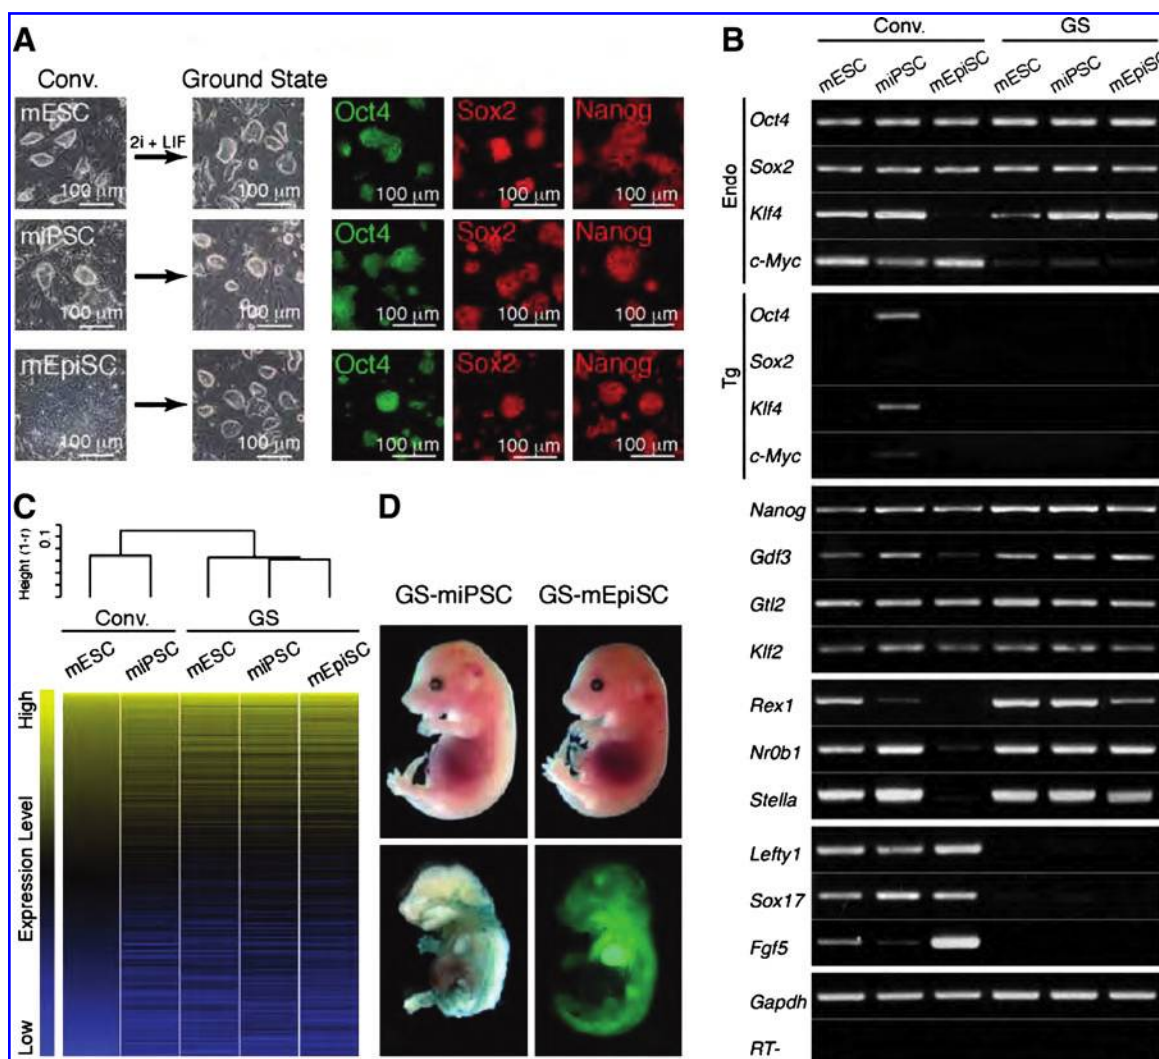 A
Conv.
Ground State
mESC
2i + LIF
100 μm
100 μm
Oct4
100 μm
Sox2
100 μm
Nanog
100 μm
miPSC
100 μm
100 μm
Oct4
100 μm
Sox2
100 μm
Nanog
100 μm
mEpiSC
100 μm
100 μm
Oct4
100 μm
Sox2
100 μm
Nanog
100 μm
B
Conv.
GS
mESC
miPSC
mEpiSC
mESC
miPSC
mEpiSC
Endo
Oct4
Sox2
Klf4
c-Myc
Tg
Oct4
Sox2
Klf4
c-Myc
Nanog
Gdf3
Gtl2
Klf2
Rex1
Nr0b1
Stella
Lefty1
Sox17
Fgf5
Gapdh
RT-
C
Height (1-r)
0.1
Conv.
GS
mESC
miPSC
mESC
miPSC
mEpiSC
High
Expression Level
Low
D
GS-miPSC
GS-mEpiSC